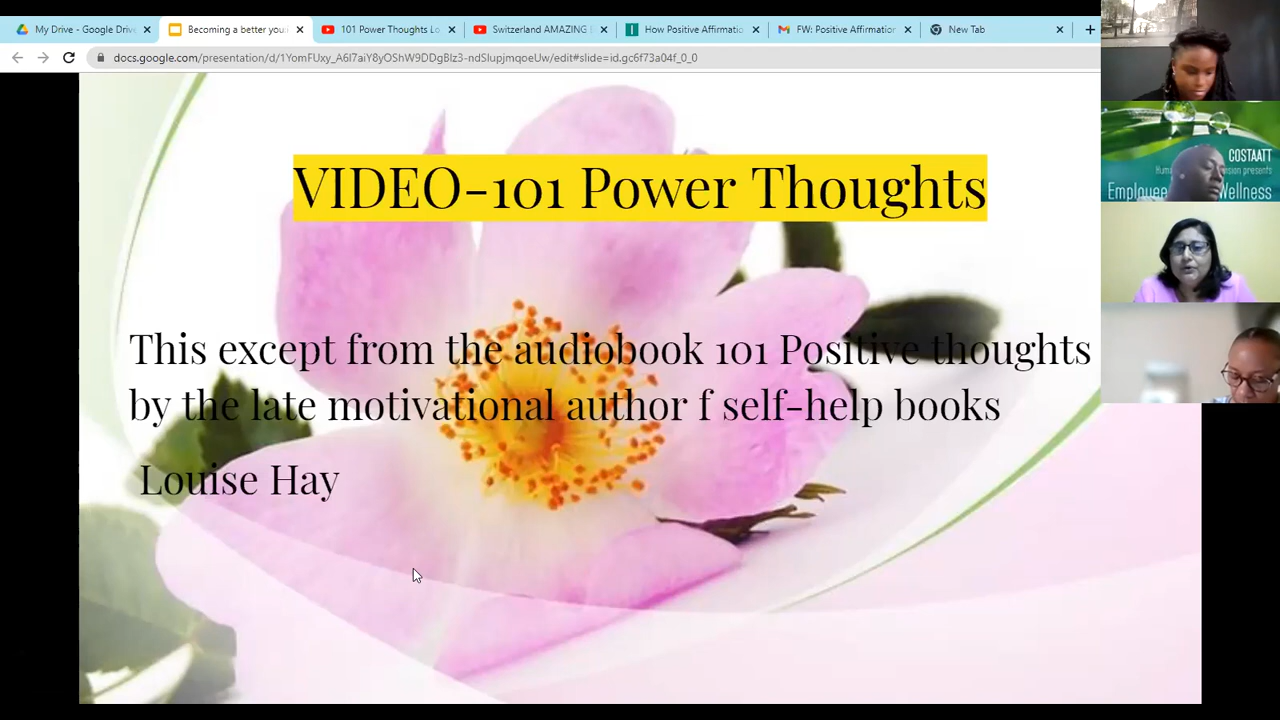 My Drive - Google Drive
Becoming a better you
101 Power Thoughts Lo
Switzerland AMAZING
How Positive Affirmatio
FW: Positive Affirmation
New Tab
docs.google.com/presentation/d/1YomFUxy_A6I7aiY8yOShW9DDgBlz3-ndSlupjmqoeUw/edit#slide=id.gc6f73a04f_0_0
COSTAATT
presents
Employee Wellness
VIDEO-101 Power Thoughts
This except from the audiobook 101 Positive thoughts
by the late motivational author f self-help books
Louise Hay